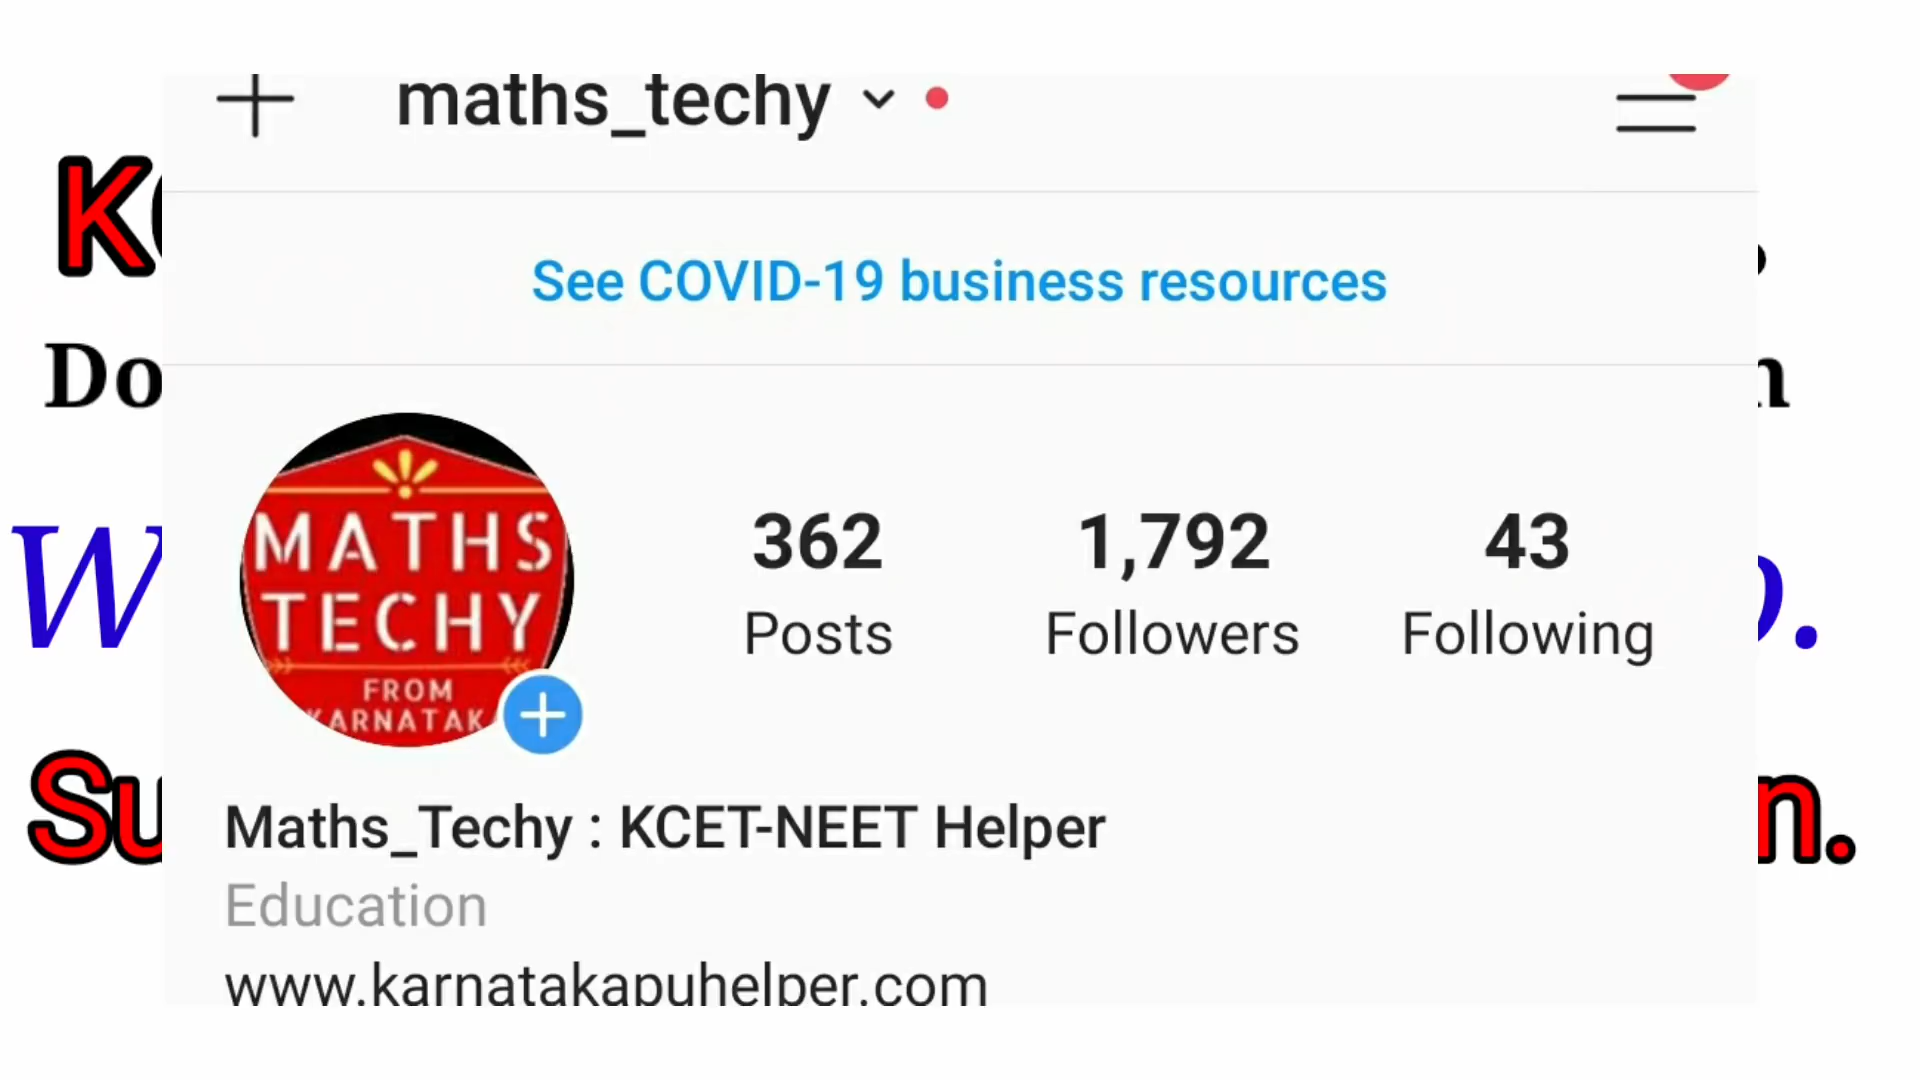 maths_techy
See COVID-19 business resources
MATHS
TECHY
FROM
KARNATAK
362 1,792 43
Posts Followers Following
Maths_Techy : KCET-NEET Helper
Education
www.karnatakapuhelper.com